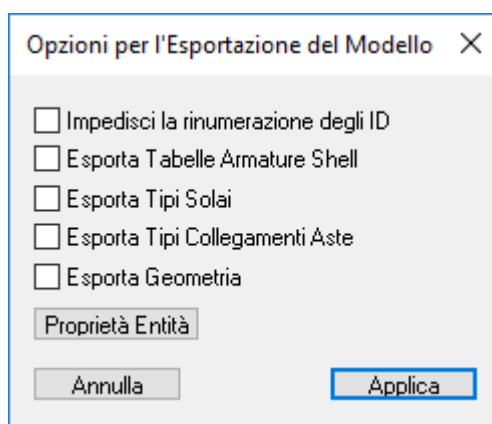 Opzioni per l'Esportazione del Modello
Impedisci la rinumerazione degli ID
Esporta Tabelle Armature Shell
Esporta Tipi Solai
Esporta Tipi Collegamenti Aste
Esporta Geometria
Proprietà Entità
Annulla
Applica